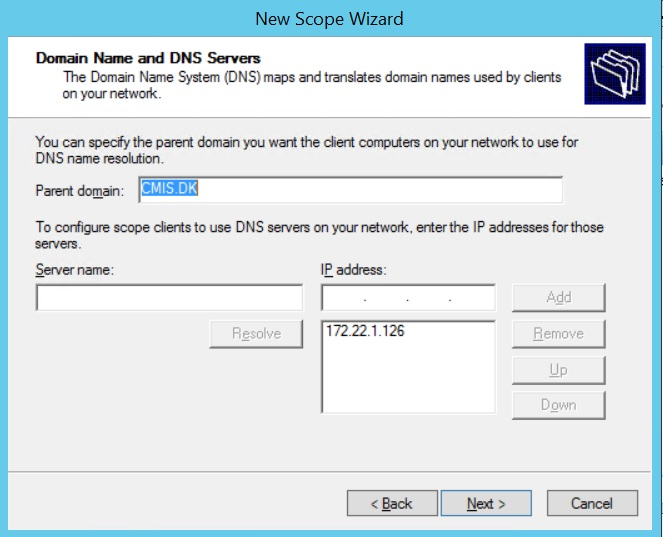 New Scope Wizard
Domain Name and DNS Servers
The Domain Name System (DNS) maps and translates domain names used by clients
on your network.
You can specify the parent domain you want the client computers on your network to use for
DNS name resolution.
Parent domain: CMIS.DK
To configure scope clients to use DNS servers on your network, enter the IP addresses for those
servers.
Server name: IP address:
. . . Add
Resolve 172.22.1.126 Remove
Up
Down
< Back Next > Cancel